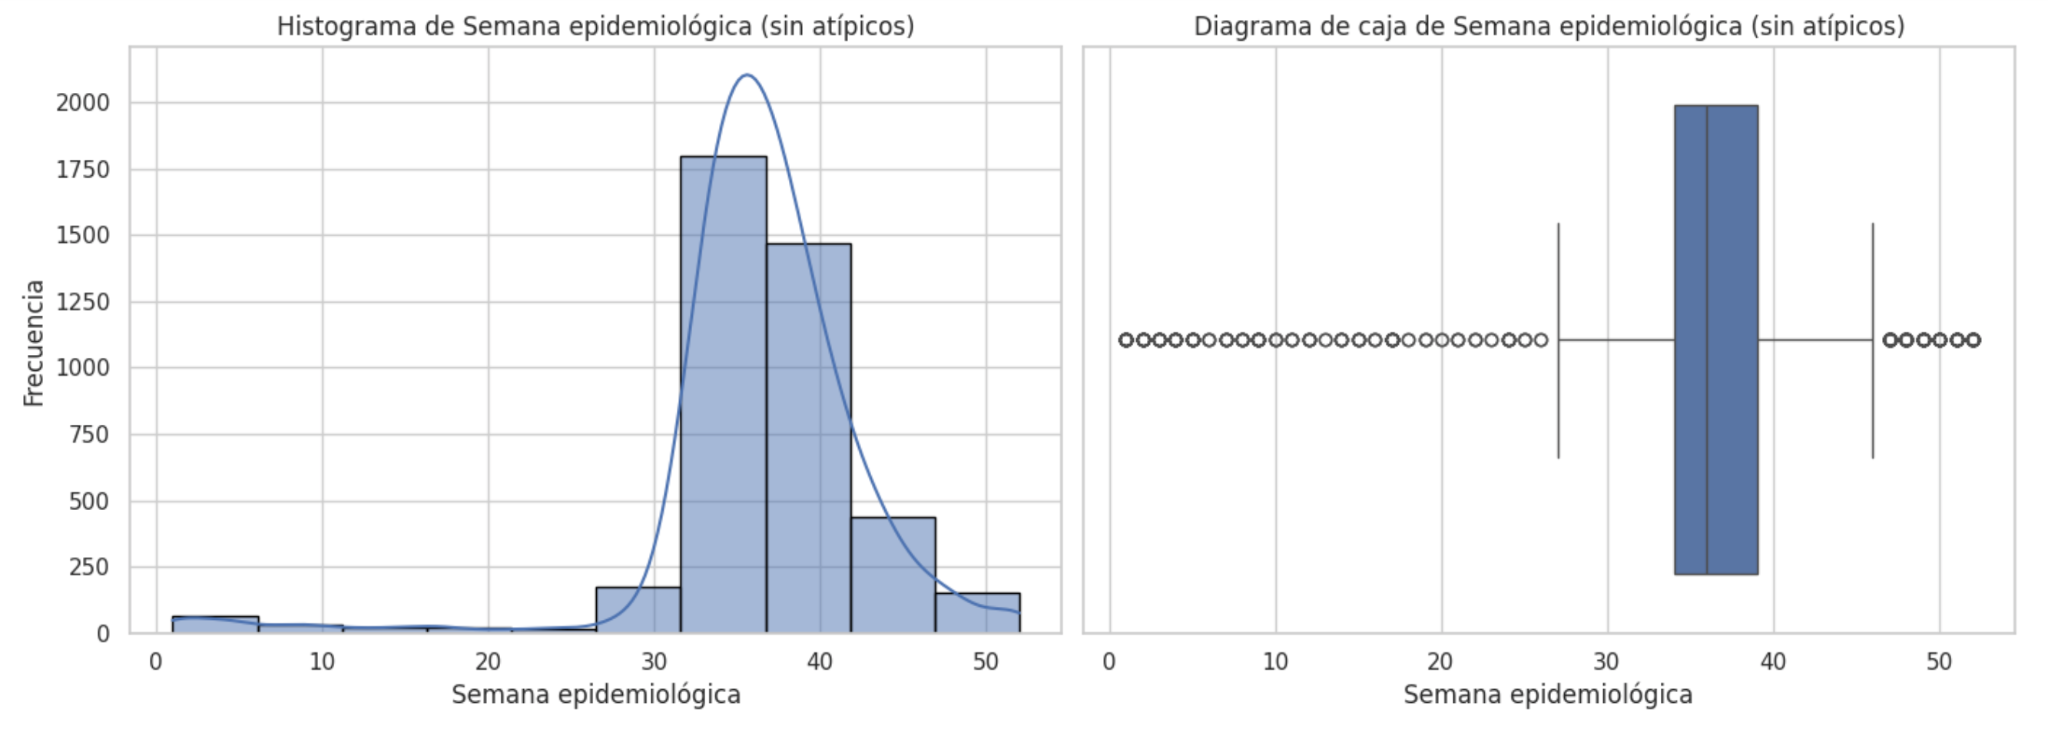 Histograma de Semana epidemiológica (sin atípicos)
Frecuencia
2000
1750
1500
1250
1000
750
500
250
0
0 10 20 30 40 50
Semana epidemiológica
Diagrama de caja de Semana epidemiológica (sin atípicos)
0 10 20 30 40 50
Semana epidemiológica